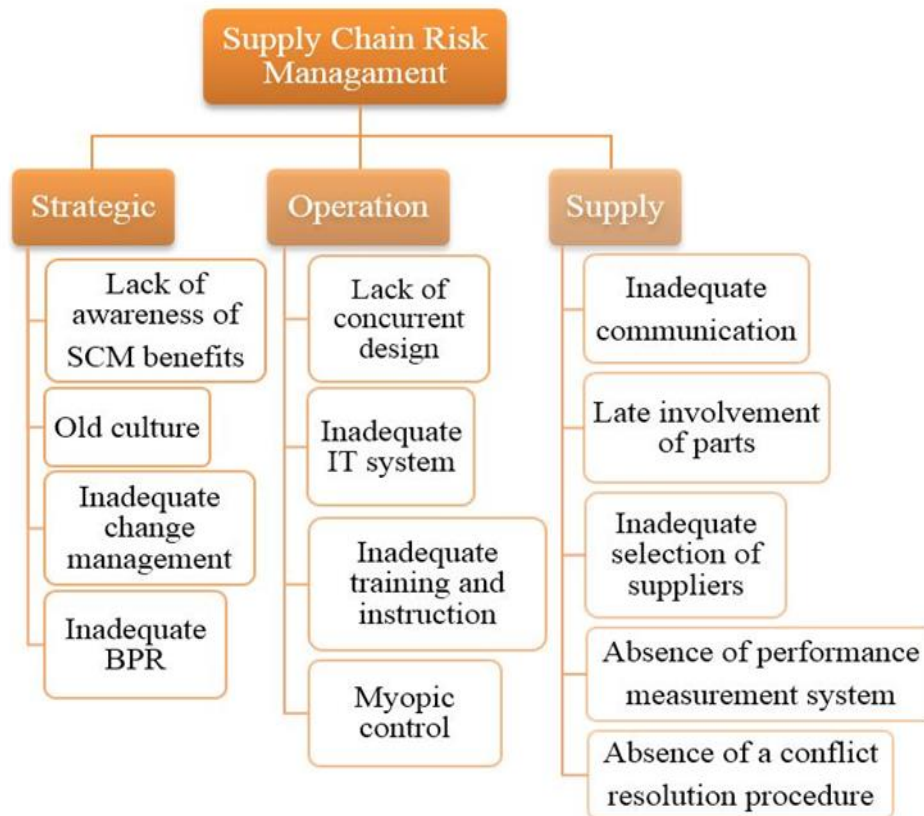 Supply Chain Risk
Managament
Strategic
Lack of
awareness of
SCM benefits
Old culture
Inadequate
change
management
Inadequate
BPR
Operation
Lack of
concurrent
design
Inadequate
IT system
Inadequate
training and
instruction
Myopic
control
Supply
Inadequate
communication
Late involvement
of parts
Inadequate
selection of
suppliers
Absence of performance
measurement system
Absence of a conflict
resolution procedure